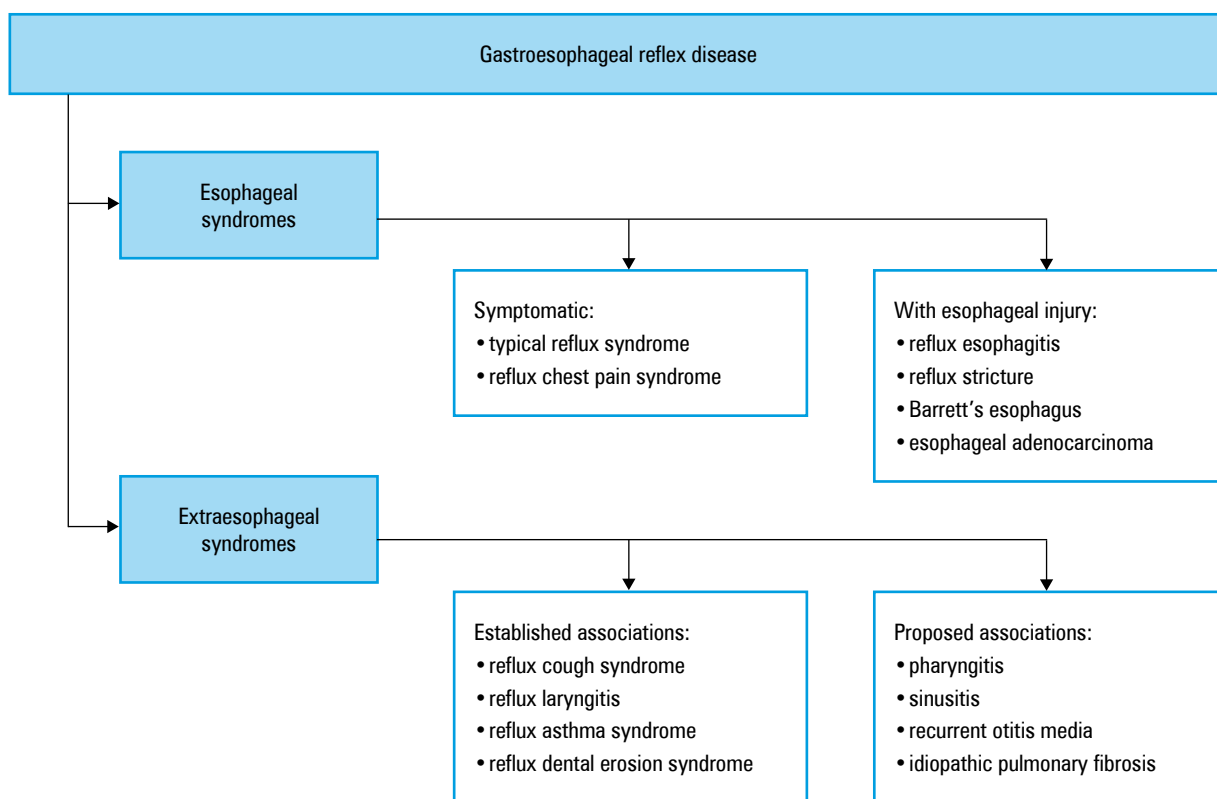 Gastroesophageal reflex disease
Esophageal
syndromes
Symptomatic:
• typical reflux syndrome
• reflux chest pain syndrome
With esophageal injury:
• reflux esophagitis
• reflux stricture
• Barrett’s esophagus
• esophageal adenocarcinoma
Extraesophageal
syndromes
Established associations:
• reflux cough syndrome
• reflux laryngitis
• reflux asthma syndrome
• reflux dental erosion syndrome
Proposed associations:
• pharyngitis
• sinusitis
• recurrent otitis media
• idiopathic pulmonary fibrosis